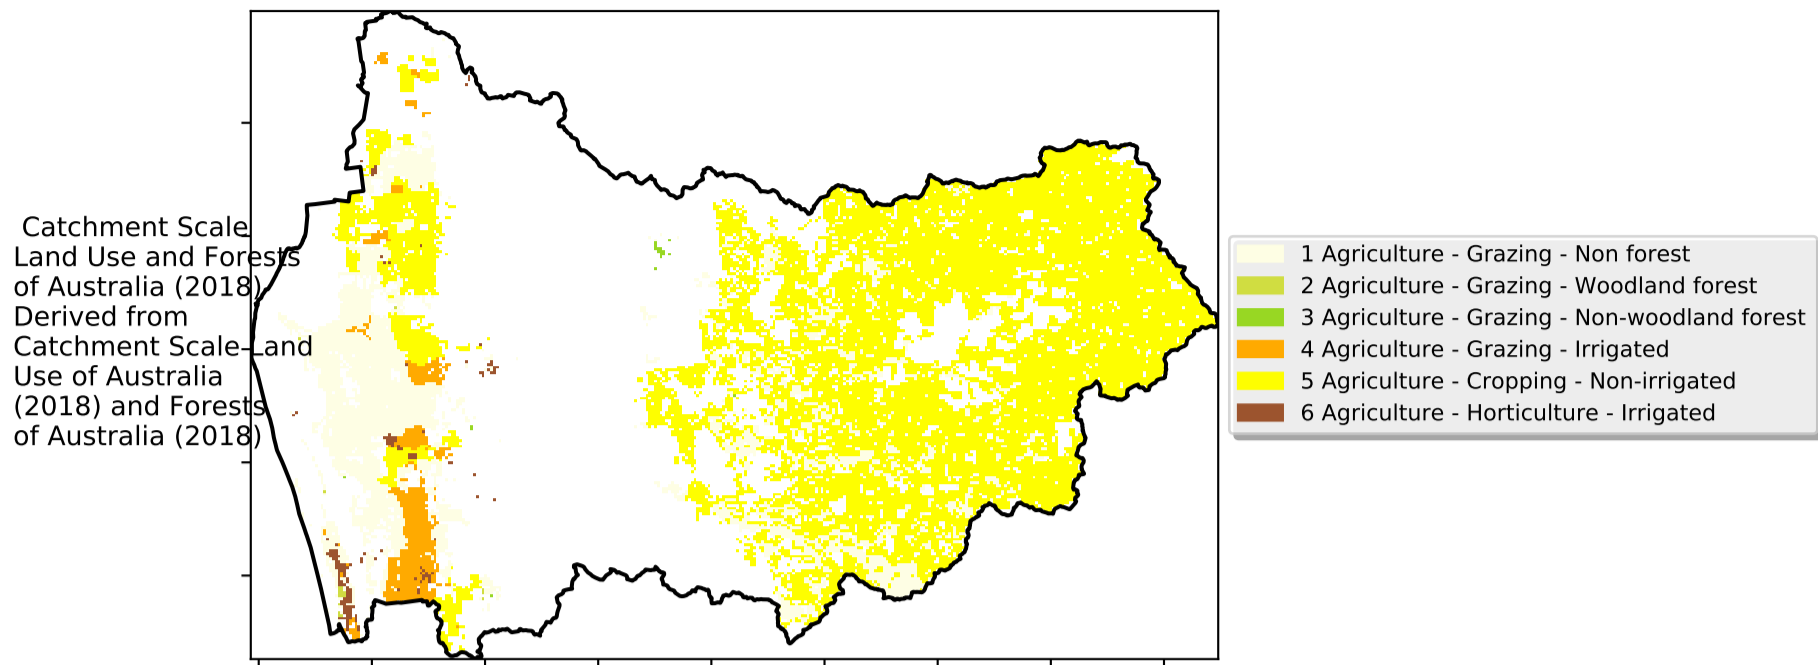 Catchment Scale
Land Use and Forests
of Australia (2018)
Derived from
Catchment Scale Land
Use of Australia
(2018) and Forests
of Australia (2018)
1 Agriculture - Grazing - Non forest
2 Agriculture - Grazing - Woodland forest
3 Agriculture - Grazing - Non-woodland forest
4 Agriculture - Grazing - Irrigated
5 Agriculture - Cropping - Non-irrigated
6 Agriculture - Horticulture - Irrigated